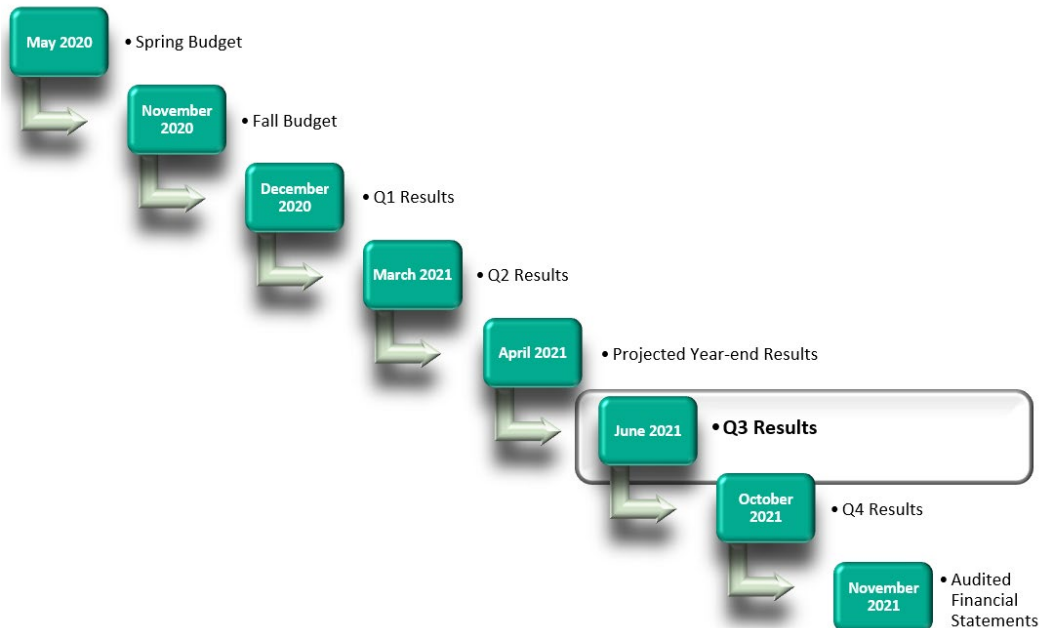 May 2020
• Spring Budget
November
2020
• Fall Budget
December
2020
• Q1 Results
March 2021
• Q2 Results
April 2021
• Projected Year-end Results
June 2021
• Q3 Results
October
2021
• Q4 Results
November
2021
• Audited
Financial
Statements